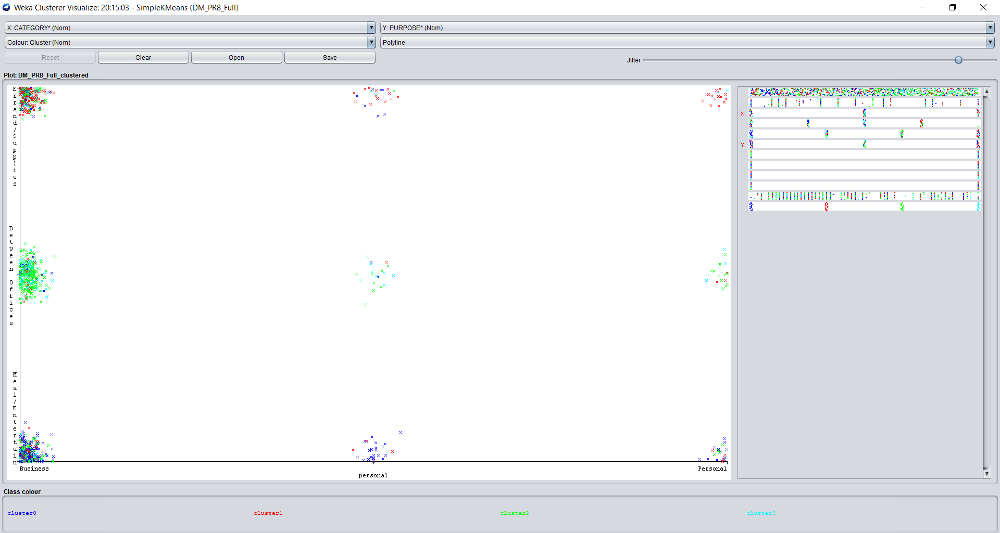 Weka Clusterer Visualize: 20:15:03 - SimpleKMeans (DM_PR8_Full)
X: CATEGORY* (Nom)
Y: PURPOSE* (Nom)
Colour: Cluster (Nom)
Polyline
Reset
Clear
Open
Save
Jitter
Plot: DM_PR8_Full_clustered
Errand/Supplies
Between Offices
Meal/Entertain
Business
personal
Personal
X
Y
Class colour
cluster0
cluster1
cluster2
cluster3